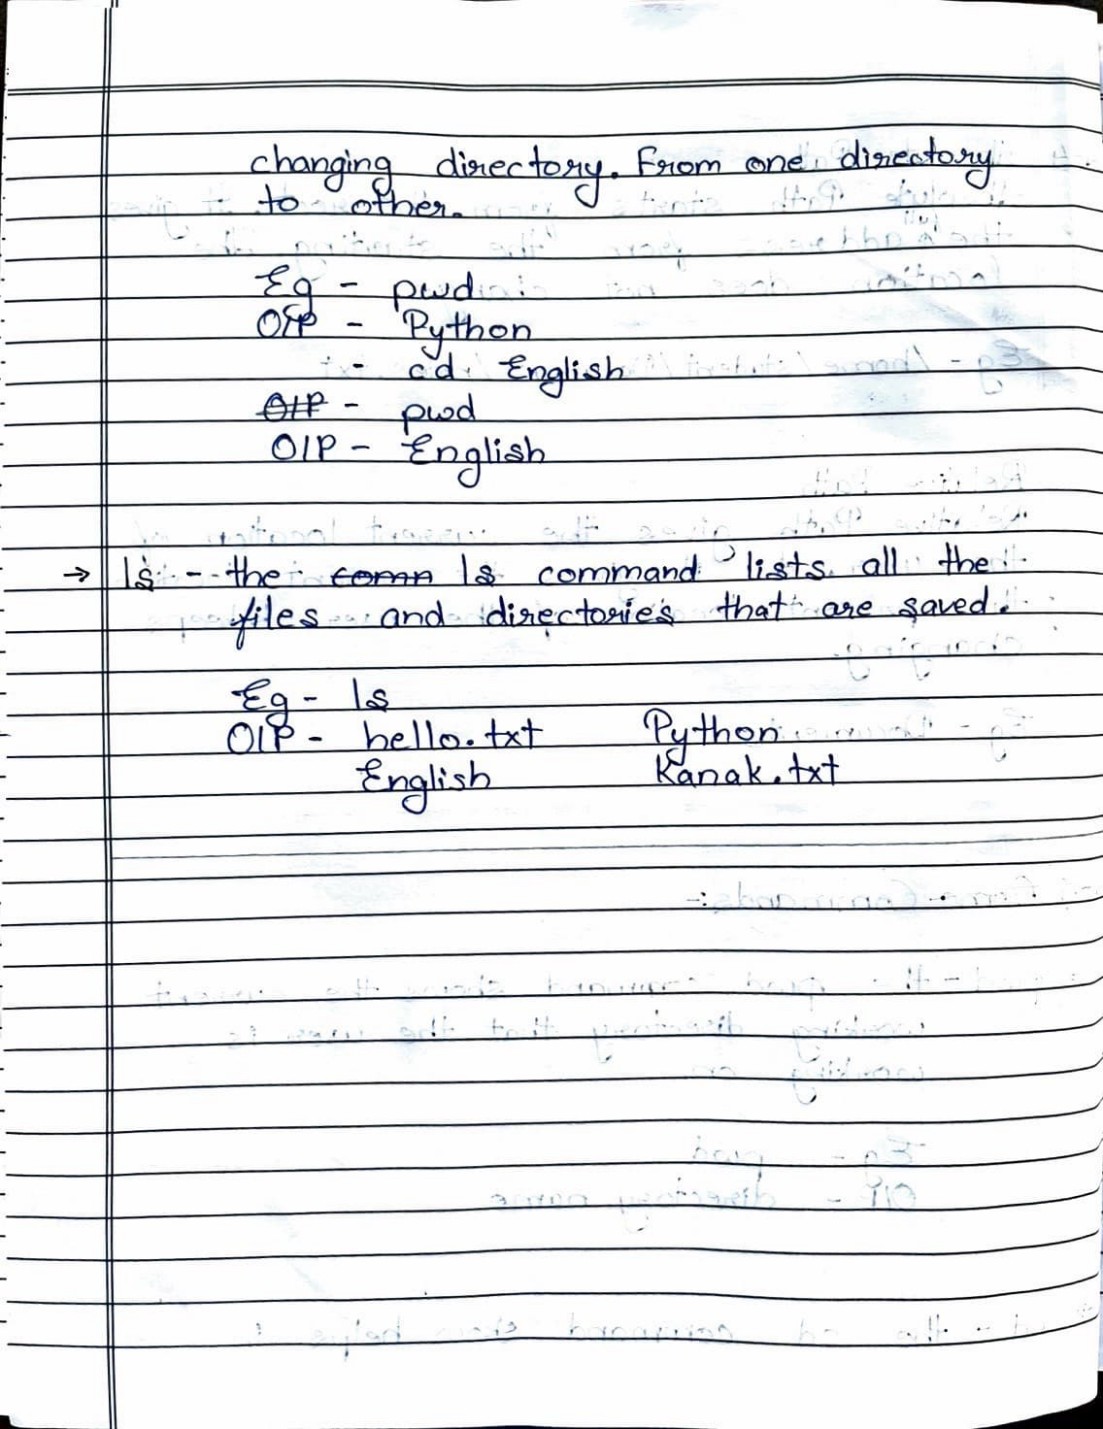 changing directory. From one directory
to other.
Eg - pwd
O/P - Python
- cd English
O/P - pwd
O/P - English
→ ls - the comn ls command lists all the
files and directories that are saved.
Eg - ls
O/P - hello.txt Python
English Kanak.txt